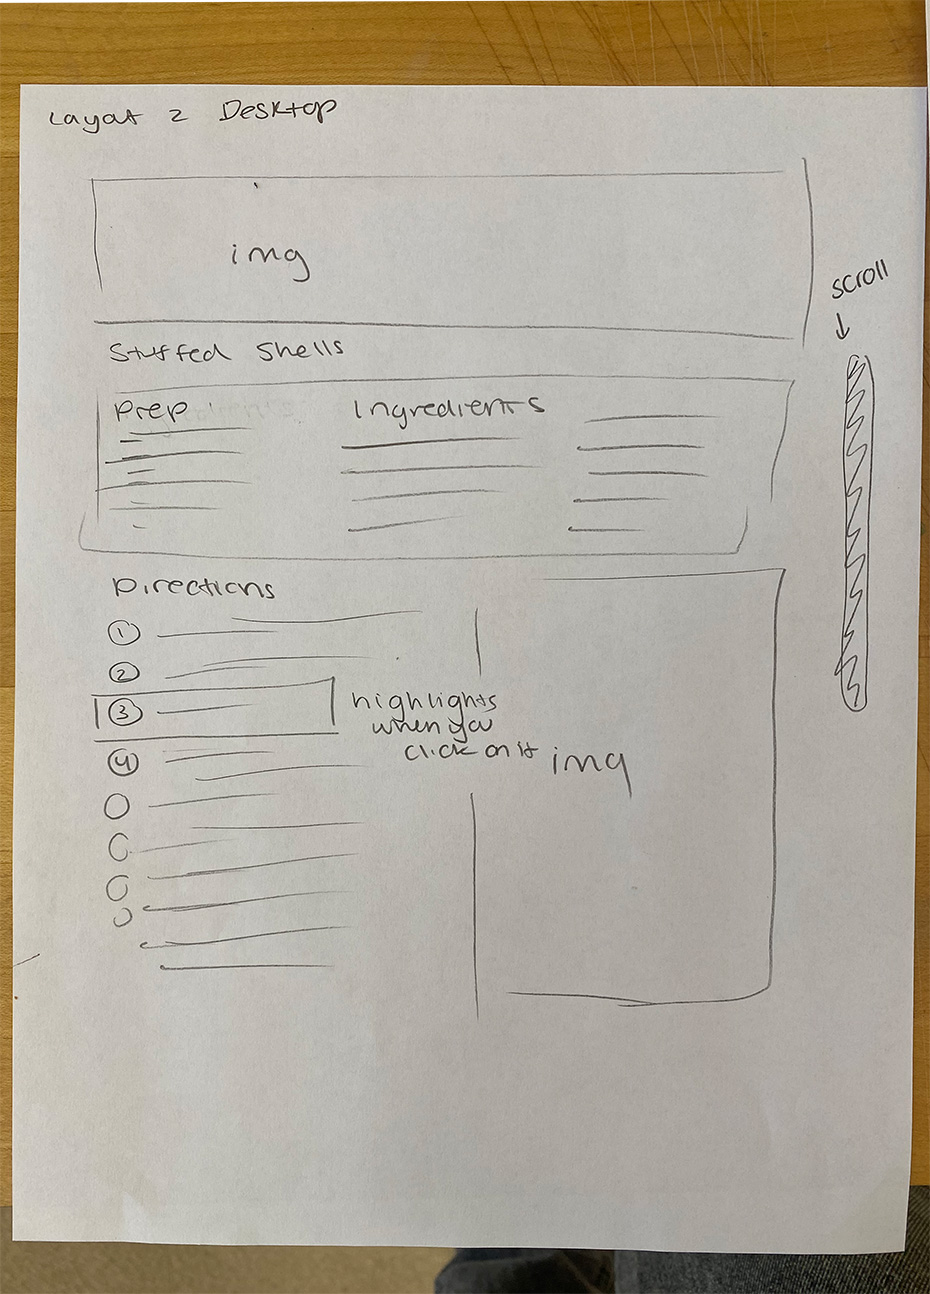 Layat 2 Desktop
img
scroll
Stuffed Shells
Prep
Ingredients
Directions
1
2
3
highlights
when you
click on it
4
img